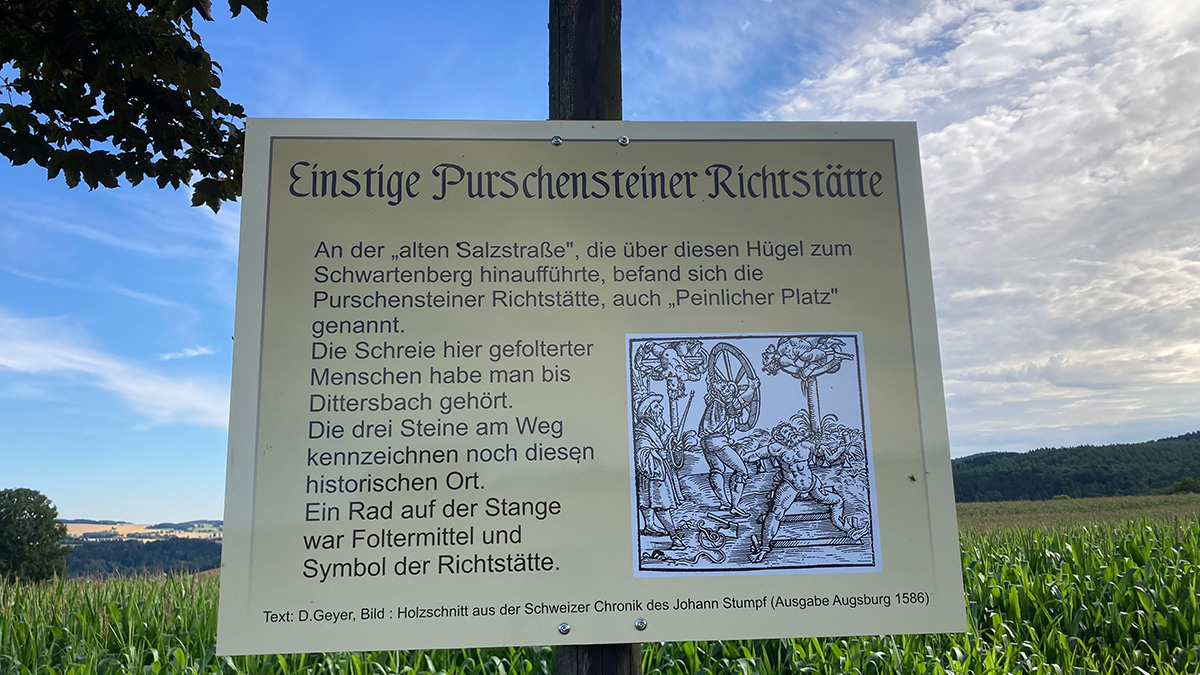 Einstige Purschensteiner Richtstätte
An der „alten Salzstraße", die über diesen Hügel zum
Schwartenberg hinaufführte, befand sich die
Purschensteiner Richtstätte, auch „Peinlicher Platz"
genannt.
Die Schreie hier gefolterter
Menschen habe man bis
Dittersbach gehört.
Die drei Steine am Weg
kennzeichnen noch diesen
historischen Ort.
Ein Rad auf der Stange
war Foltermittel und
Symbol der Richtstätte.
Text: D.Geyer, Bild : Holzschnitt aus der Schweizer Chronik des Johann Stumpf (Ausgabe Augsburg 1586)